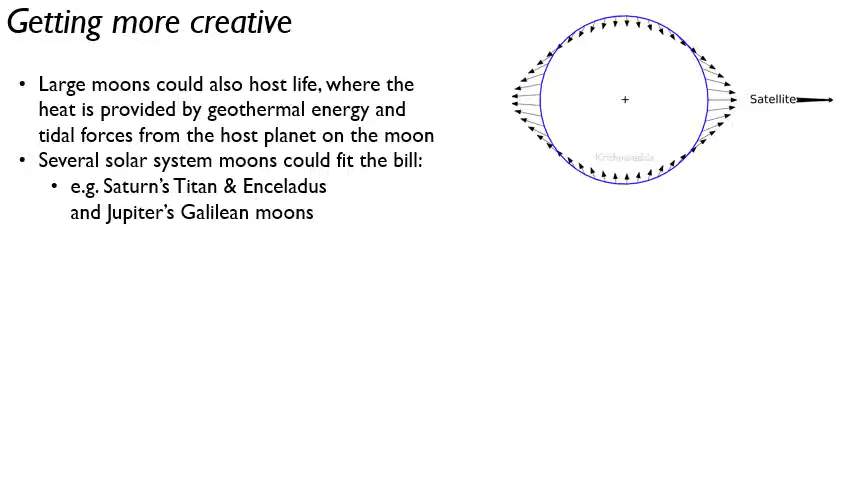 Getting more creative
• Large moons could also host life, where the
heat is provided by geothermal energy and
tidal forces from the host planet on the moon
• Several solar system moons could fit the bill:
• e.g. Saturn's Titan & Enceladus
and Jupiter's Galilean moons
Satellite